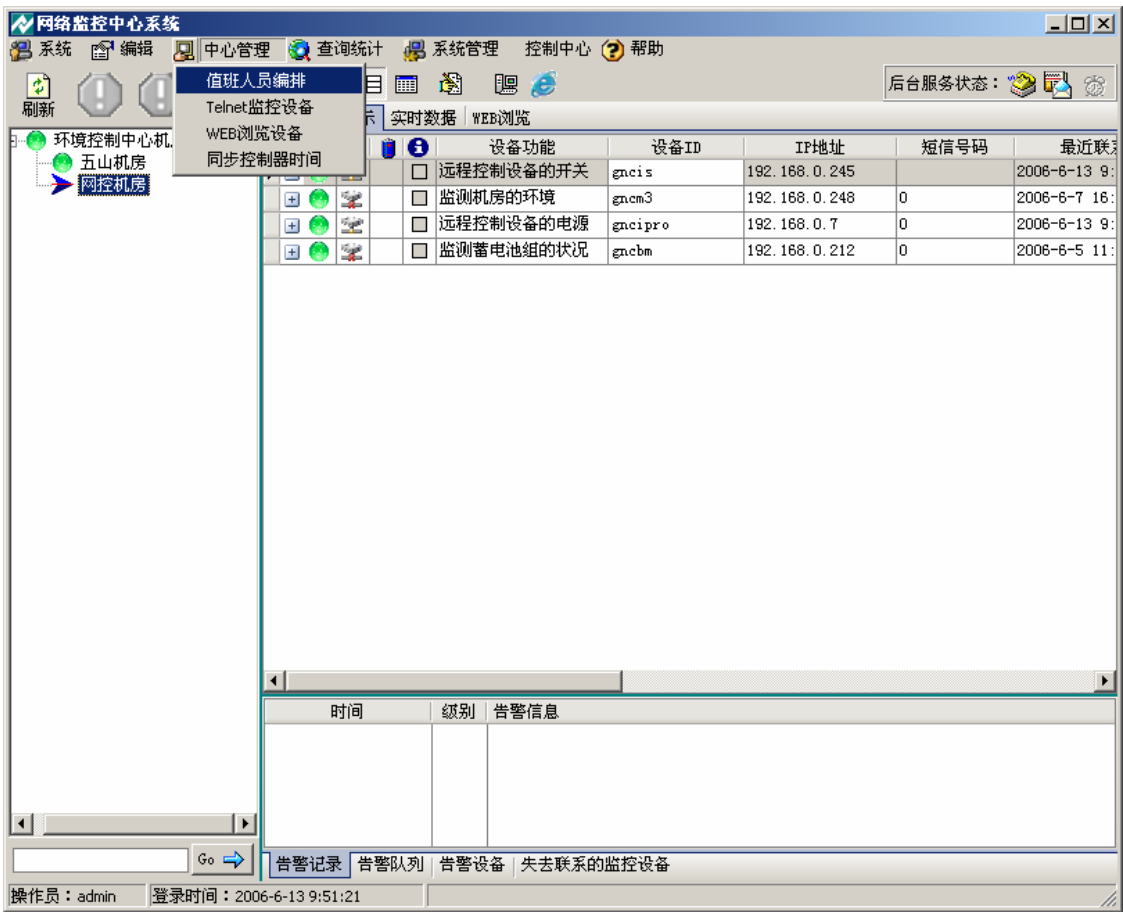 网络监控中心系统
系统 编辑 中心管理 查询统计 系统管理 控制中心 帮助
刷新 后台服务状态：
值班人员编排
Telnet监控设备
WEB浏览设备
同步控制器时间
示 实时数据 WEB浏览
环境控制中心机
五山机房
网控机房
设备功能 设备ID IP地址 短信号码 最近联系
远程控制设备的开关 gncis 192.168.0.245 2006-6-13 9:
监测机房的环境 gncm3 192.168.0.248 0 2006-6-7 16:
远程控制设备的电源 gncipro 192.168.0.7 0 2006-6-13 9:
监测蓄电池组的状况 gncbm 192.168.0.212 0 2006-6-5 11:
时间 级别 告警信息
Go
告警记录 告警队列 告警设备 失去联系的监控设备
操作员：admin 登录时间：2006-6-13 9:51:21